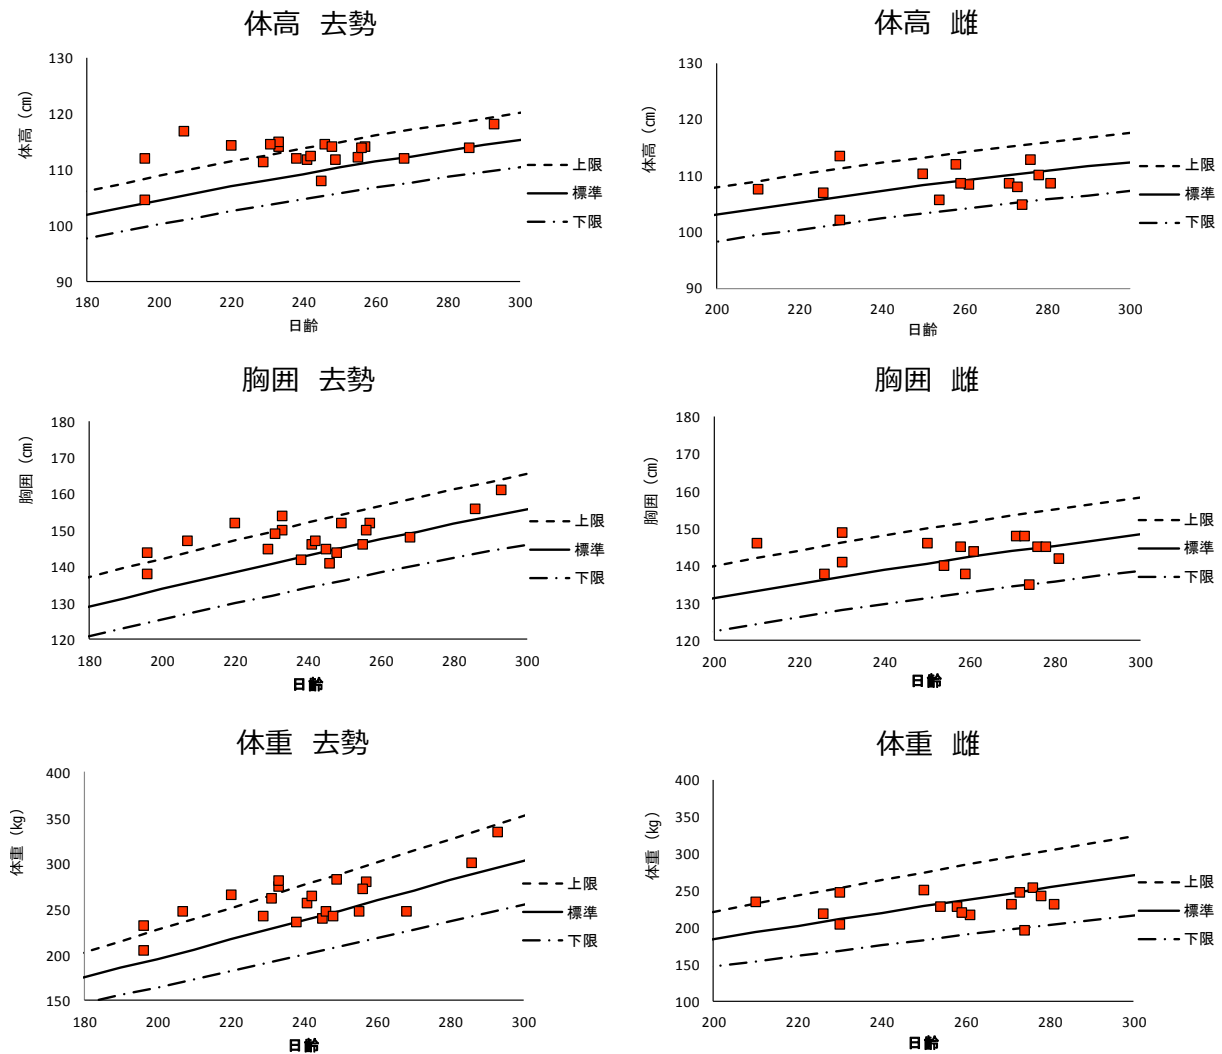 体高 去勢
130
120
110
100
90
体高（㎝）
180 200 220 240 260 280 300
日齢
上限
標準
下限
体高 雌
130
120
110
100
90
体高（㎝）
200 220 240 260 280 300
日齢
上限
標準
下限
胸囲 去勢
180
170
160
150
140
130
120
胸囲（㎝）
180 200 220 240 260 280 300
日齢
上限
標準
下限
胸囲 雌
180
170
160
150
140
130
120
胸囲（㎝）
200 220 240 260 280 300
日齢
上限
標準
下限
体重 去勢
400
350
300
250
200
150
体重（㎏）
180 200 220 240 260 280 300
日齢
上限
標準
下限
体重 雌
400
350
300
250
200
150
100
体重（㎏）
200 220 240 260 280 300
日齢
上限
標準
下限